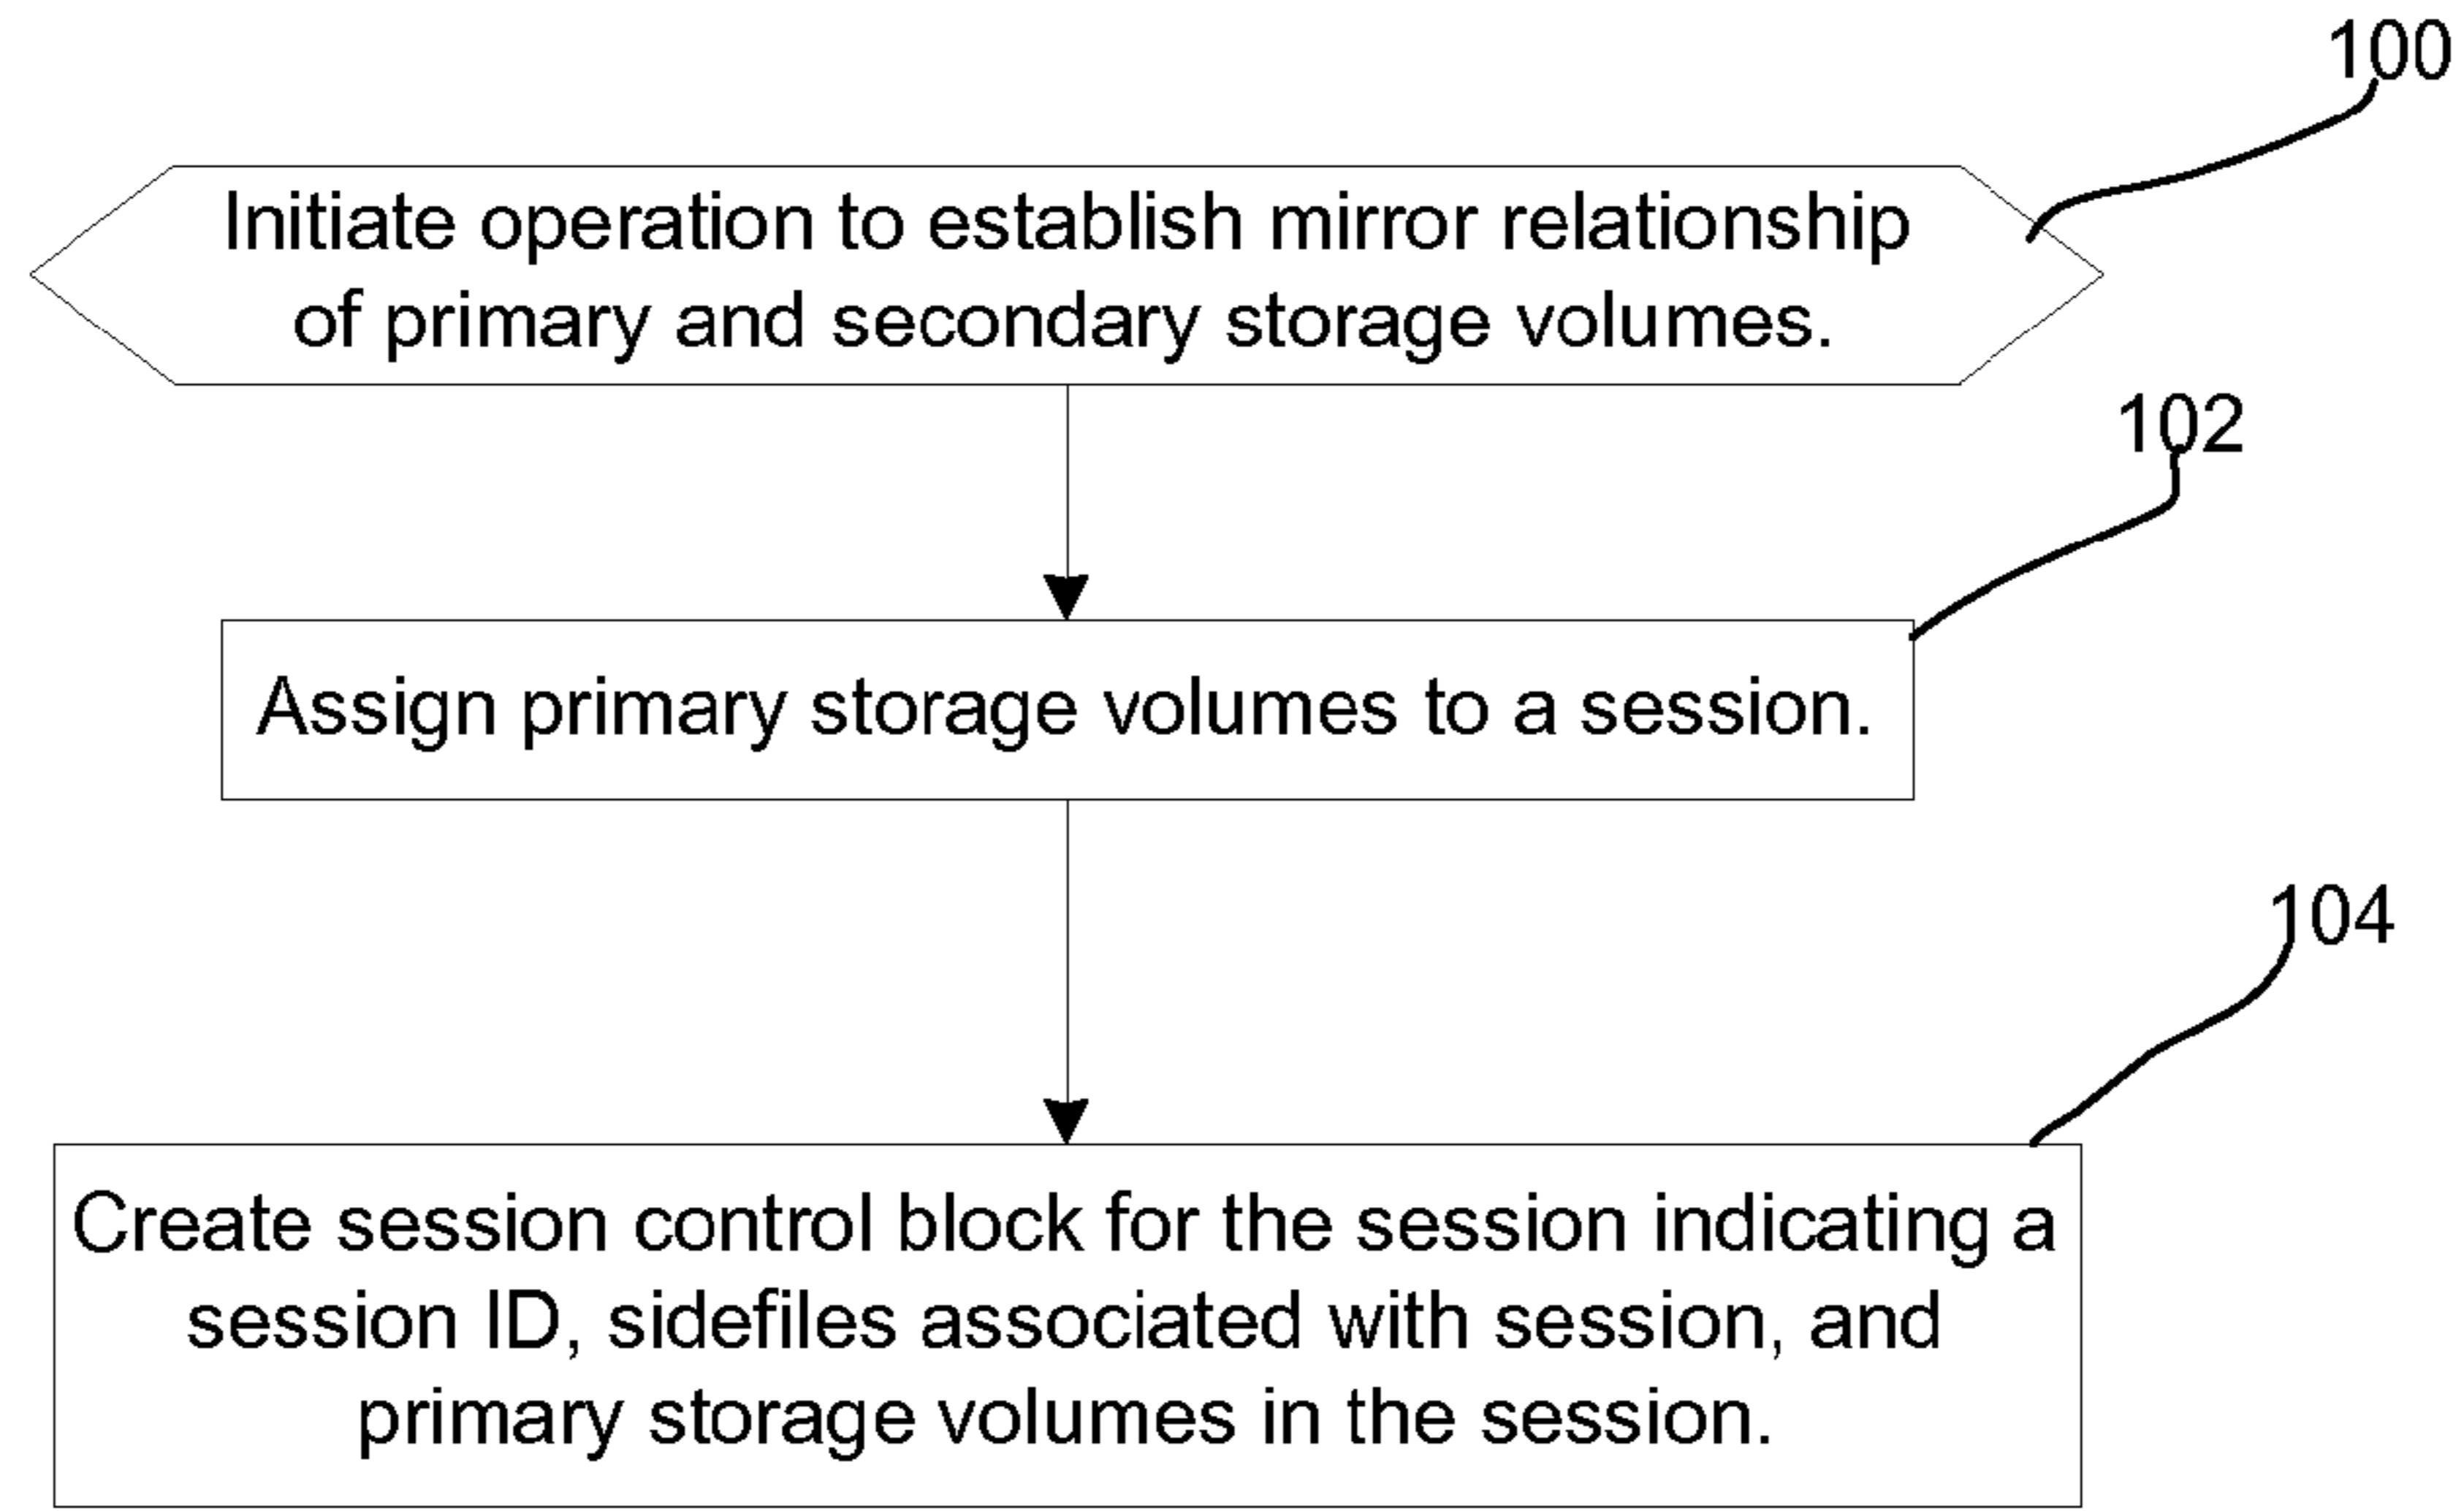 100
Initiate operation to establish mirror relationship
of primary and secondary storage volumes.
102
Assign primary storage volumes to a session.
104
Create session control block for the session indicating a
session ID, sidefiles associated with session, and
primary storage volumes in the session.